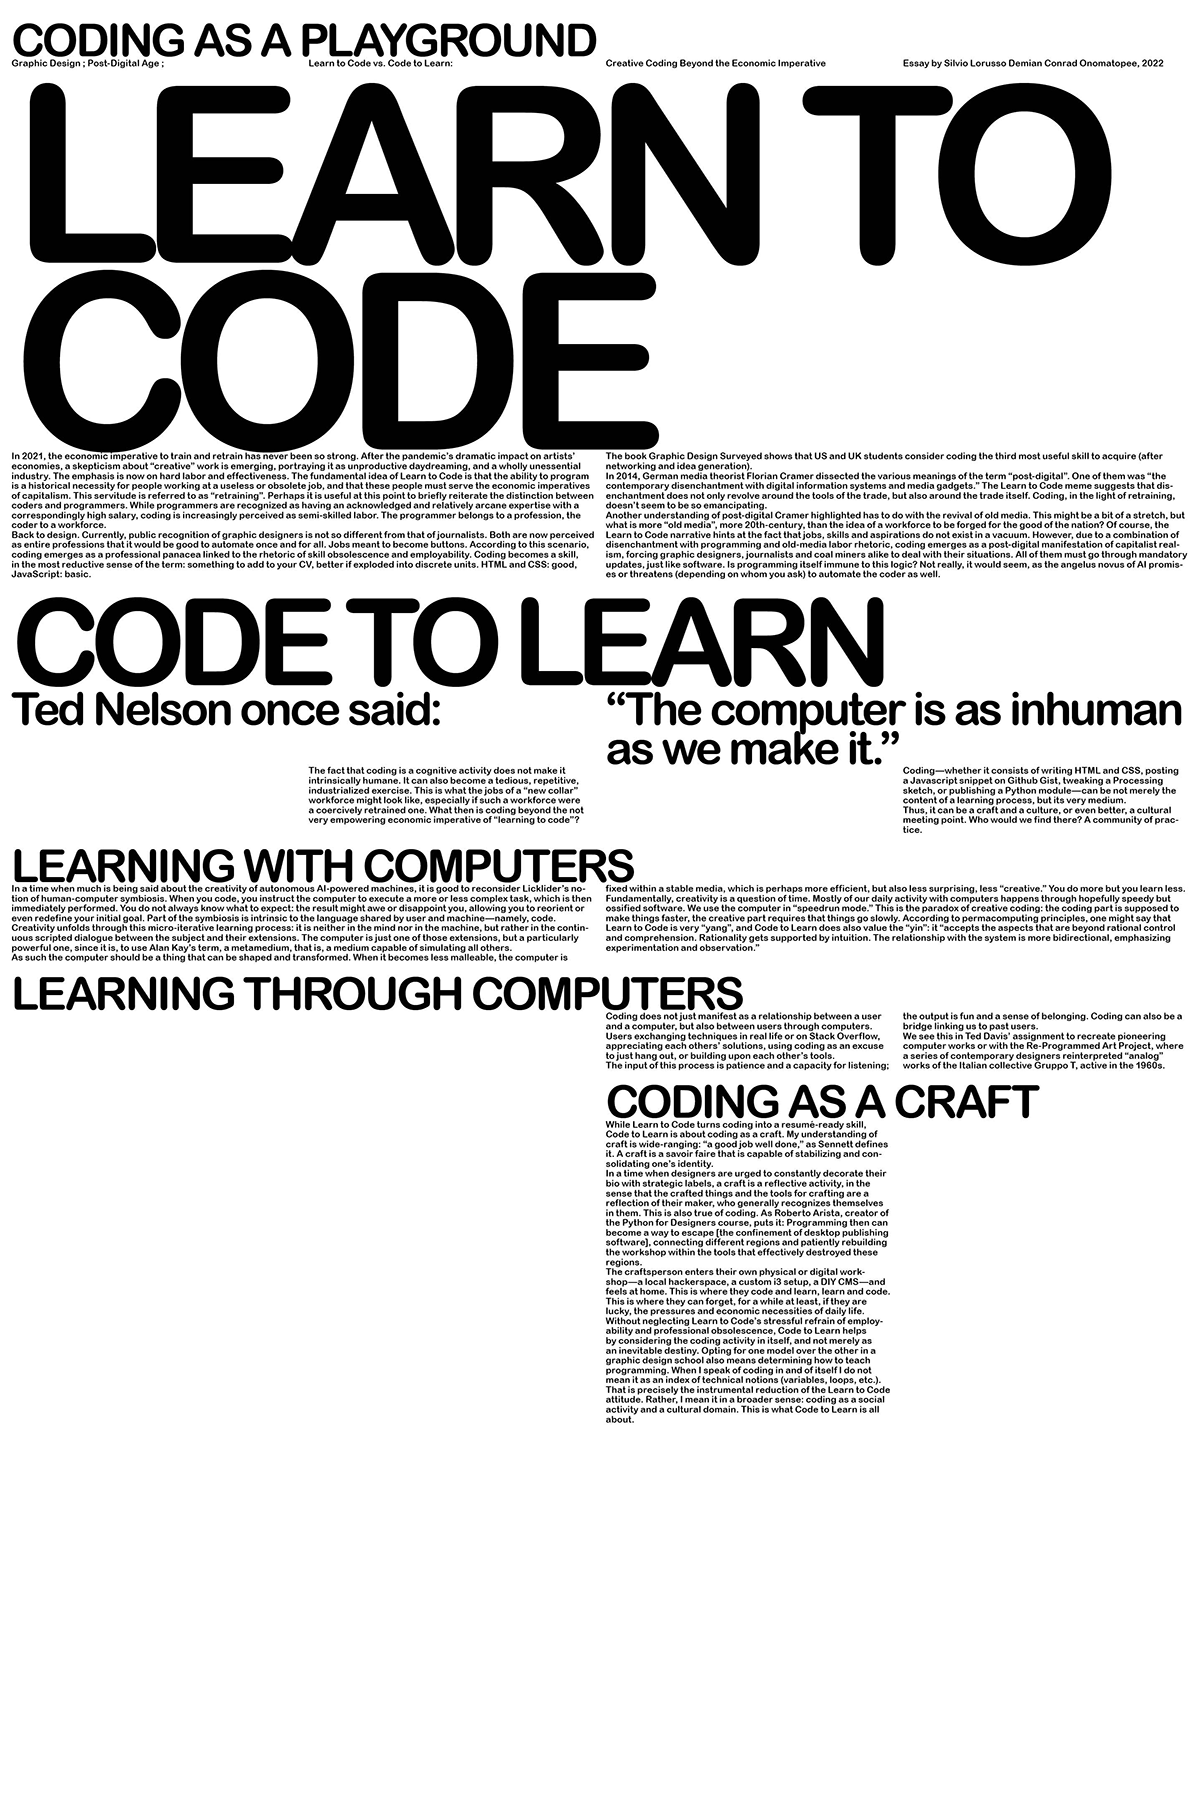 CODING AS A PLAYGROUND
Graphic Design ; Post-Digital Age ;
Learn to Code vs. Code to Learn:
Creative Coding Beyond the Economic Imperative
Essay by Silvio Lorusso Demian Conrad Onomatopee, 2022
LEARN TO
CODE
In 2021, the economic imperative to train and retrain has never been so strong. After the pandemic's dramatic impact on artists'
economies, a skepticism about “creative” work is emerging, portraying it as unproductive daydreaming, and a wholly unessential
industry. The emphasis is now on hard labor and effectiveness. The fundamental idea of Learn to Code is that the ability to program
is a historical necessity for people working at a useless or obsolete job, and that these people must serve the economic imperatives
of capitalism. This servitude is referred to as “retraining”. Perhaps it is useful at this point to briefly reiterate the distinction between
coders and programmers. While programmers are recognized as having an acknowledged and relatively arcane expertise with a
correspondingly high salary, coding is increasingly perceived as semi-skilled labor. The programmer belongs to a profession, the
coder to a workforce.
Back to design. Currently, public recognition of graphic designers is not so different from that of journalists. Both are now perceived
as entire professions that it would be good to automate once and for all. Jobs meant to become buttons. According to this scenario,
coding emerges as a professional panacea linked to the rhetoric of skill obsolescence and employability. Coding becomes a skill,
in the most reductive sense of the term: something to add to your CV, better if exploded into discrete units. HTML and CSS: good,
JavaScript: basic.
The book Graphic Design Surveyed shows that US and UK students consider coding the third most useful skill to acquire (after
networking and idea generation).
In 2014, German media theorist Florian Cramer dissected the various meanings of the term “post-digital”. One of them was “the
contemporary disenchantment with digital information systems and media gadgets.” The Learn to Code meme suggests that dis-
enchantment does not only revolve around the tools of the trade, but also around the trade itself. Coding, in the light of retraining,
doesn't seem to be so emancipating.
Another understanding of post-digital Cramer highlighted has to do with the revival of old media. This might be a bit of a stretch, but
what is more “old media”, more 20th-century, than the idea of a workforce to be forged for the good of the nation? Of course, the
Learn to Code narrative hints at the fact that jobs, skills and aspirations do not exist in a vacuum. However, due to a combination of
disenchantment with programming and old-media labor rhetoric, coding emerges as a post-digital manifestation of capitalist real-
ism, forcing graphic designers, journalists and coal miners alike to deal with their situations. All of them must go through mandatory
updates, just like software. Is programming itself immune to this logic? Not really, it would seem, as the angelus novus of AI promis-
es or threatens (depending on whom you ask) to automate the coder as well.
CODE TO LEARN
Ted Nelson once said:
“The computer is as inhuman
as we make it.”
The fact that coding is a cognitive activity does not make it
intrinsically humane. It can also become a tedious, repetitive,
industrialized exercise. This is what the jobs of a “new collar”
workforce might look like, especially if such a workforce were
a coercively retrained one. What then is coding beyond the not
very empowering economic imperative of “learning to code”?
Coding—whether it consists of writing HTML and CSS, posting
a Javascript snippet on Github Gist, tweaking a Processing
sketch, or publishing a Python module—can be not merely the
content of a learning process, but its very medium.
Thus, it can be a craft and a culture, or even better, a cultural
meeting point. Who would we find there? A community of prac-
tice.
LEARNING WITH COMPUTERS
In a time when much is being said about the creativity of autonomous AI-powered machines, it is good to reconsider Licklider's no-
tion of human-computer symbiosis. When you code, you instruct the computer to execute a more or less complex task, which is then
immediately performed. You do not always know what to expect: the result might awe or disappoint you, allowing you to reorient or
even redefine your initial goal. Part of the symbiosis is intrinsic to the language shared by user and machine—namely, code.
Creativity unfolds through this micro-iterative learning process: it is neither in the mind nor in the machine, but rather in the contin-
uous scripted dialogue between the subject and their extensions. The computer is just one of those extensions, but a particularly
powerful one, since it is, to use Alan Kay's term, a metamedium, that is, a medium capable of simulating all others.
As such the computer should be a thing that can be shaped and transformed. When it becomes less malleable, the computer is
fixed within a stable media, which is perhaps more efficient, but also less surprising, less “creative.” You do more but you learn less.
Fundamentally, creativity is a question of time. Mostly of our daily activity with computers happens through hopefully speedy but
ossified software. We use the computer in “speedrun mode.” This is the paradox of creative coding: the coding part is supposed to
make things faster, the creative part requires that things go slowly. According to permacomputing principles, one might say that
Learn to Code is very “yang”, and Code to Learn does also value the “yin”: it “accepts the aspects that are beyond rational control
and comprehension. Rationality gets supported by intuition. The relationship with the system is more bidirectional, emphasizing
experimentation and observation.”
LEARNING THROUGH COMPUTERS
Coding does not just manifest as a relationship between a user
and a computer, but also between users through computers.
Users exchanging techniques in real life or on Stack Overflow,
appreciating each others' solutions, using coding as an excuse
to just hang out, or building upon each other's tools.
The input of this process is patience and a capacity for listening;
the output is fun and a sense of belonging. Coding can also be a
bridge linking us to past users.
We see this in Ted Davis' assignment to recreate pioneering
computer works or with the Re-Programmed Art Project, where
a series of contemporary designers reinterpreted “analog”
works of the Italian collective Gruppo T, active in the 1960s.
CODING AS A CRAFT
While Learn to Code turns coding into a resumé-ready skill,
Code to Learn is about coding as a craft. My understanding of
craft is wide-ranging: “a good job well done,” as Sennett defines
it. A craft is a savoir faire that is capable of stabilizing and con-
solidating one's identity.
In a time when designers are urged to constantly decorate their
bio with strategic labels, a craft is a reflective activity, in the
sense that the crafted things and the tools for crafting are a
reflection of their maker, who generally recognizes themselves
in them. This is also true of coding. As Roberto Arista, creator of
the Python for Designers course, puts it: Programming then can
become a way to escape [the confinement of desktop publishing
software], connecting different regions and patiently rebuilding
the workshop within the tools that effectively destroyed these
regions.
The craftsperson enters their own physical or digital work-
shop—a local hackerspace, a custom i3 setup, a DIY CMS—and
feels at home. This is where they code and learn, learn and code.
This is where they can forget, for a while at least, if they are
lucky, the pressures and economic necessities of daily life.
Without neglecting Learn to Code's stressful refrain of employ-
ability and professional obsolescence, Code to Learn helps
by considering the coding activity in itself, and not merely as
an inevitable destiny. Opting for one model over the other in a
graphic design school also means determining how to teach
programming. When I speak of coding in and of itself I do not
mean it as an index of technical notions (variables, loops, etc.).
That is precisely the instrumental reduction of the Learn to Code
attitude. Rather, I mean it in a broader sense: coding as a social
activity and a cultural domain. This is what Code to Learn is all
about.